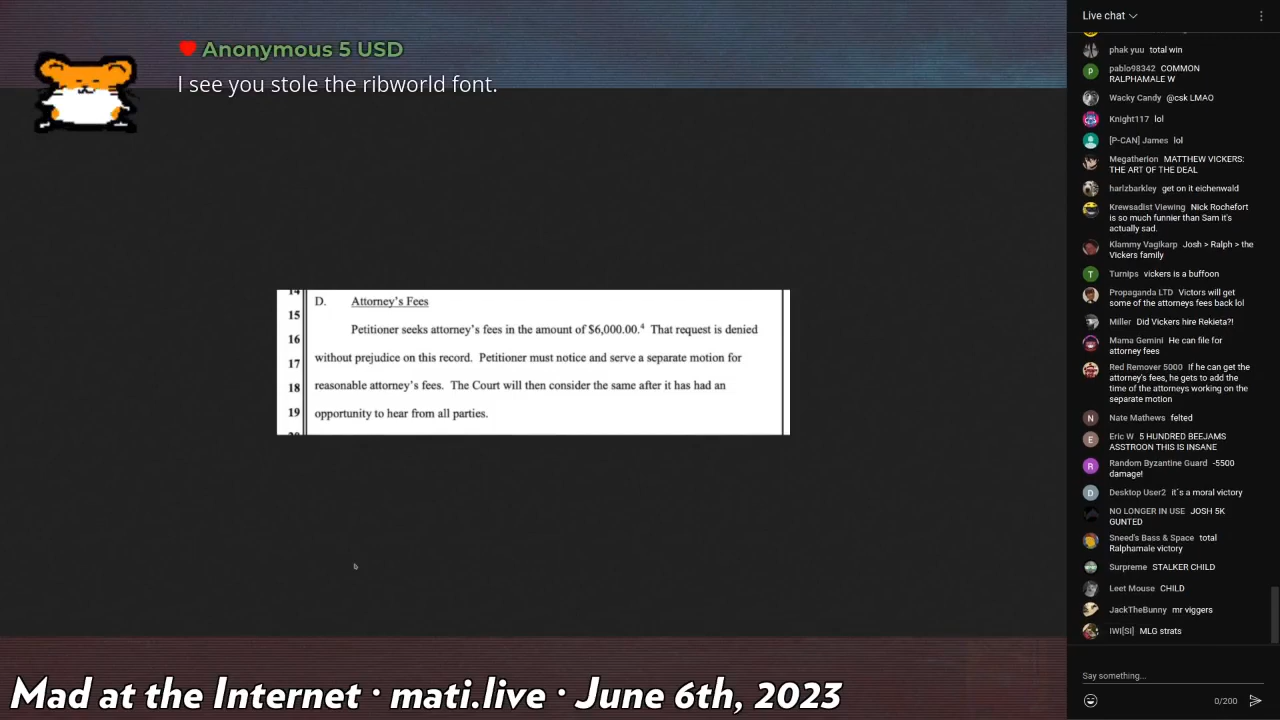 Anonymous 5 USD
I see you stole the ribworld font.
D. Attorney's Fees
15
Petitioner seeks attorney's fees in the amount of $6,000.00.⁴ That request is denied
16
without prejudice on this record. Petitioner must notice and serve a separate motion for
17
reasonable attorney's fees. The Court will then consider the same after it has had an
18
opportunity to hear from all parties.
19
Mad at the Internet · mati.live · June 6th, 2023
Live chat
phak yuu total win
pablo98342 COMMON
RALPHAMALE W
Wacky Candy @csk LMAO
Knight117 lol
[P-CAN] James lol
Megatherion MATTHEW VICKERS:
THE ART OF THE DEAL
harlzbarkley get on it eichenwald
Krewsadist Viewing Nick Rochefort
is so much funnier than Sam it's
actually sad.
Klammy Vagikarp Josh > Ralph > the
Vickers family
T
Turnips vickers is a buffoon
Propaganda LTD Victors will get
some of the attorneys fees back lol
Miller Did Vickers hire Rekieta?!
Mama Gemini He can file for
attorney fees
Red Remover 5000 If he can get the
attorney's fees, he gets to add the
time of the attorneys working on the
separate motion
N
Nate Mathews felted
E
Eric W 5 HUNDRED BEEJAMS
ASSTROON THIS IS INSANE
R
Random Byzantine Guard -5500
damage!
D
Desktop User2 it´s a moral victory
NO LONGER IN USE JOSH 5K
GUNTED
Sneed's Bass & Space total
Ralphamale victory
Surpreme STALKER CHILD
Leet Mouse CHILD
JackTheBunny mr viggers
IWI[SI] MLG strats
Say something...
0/200